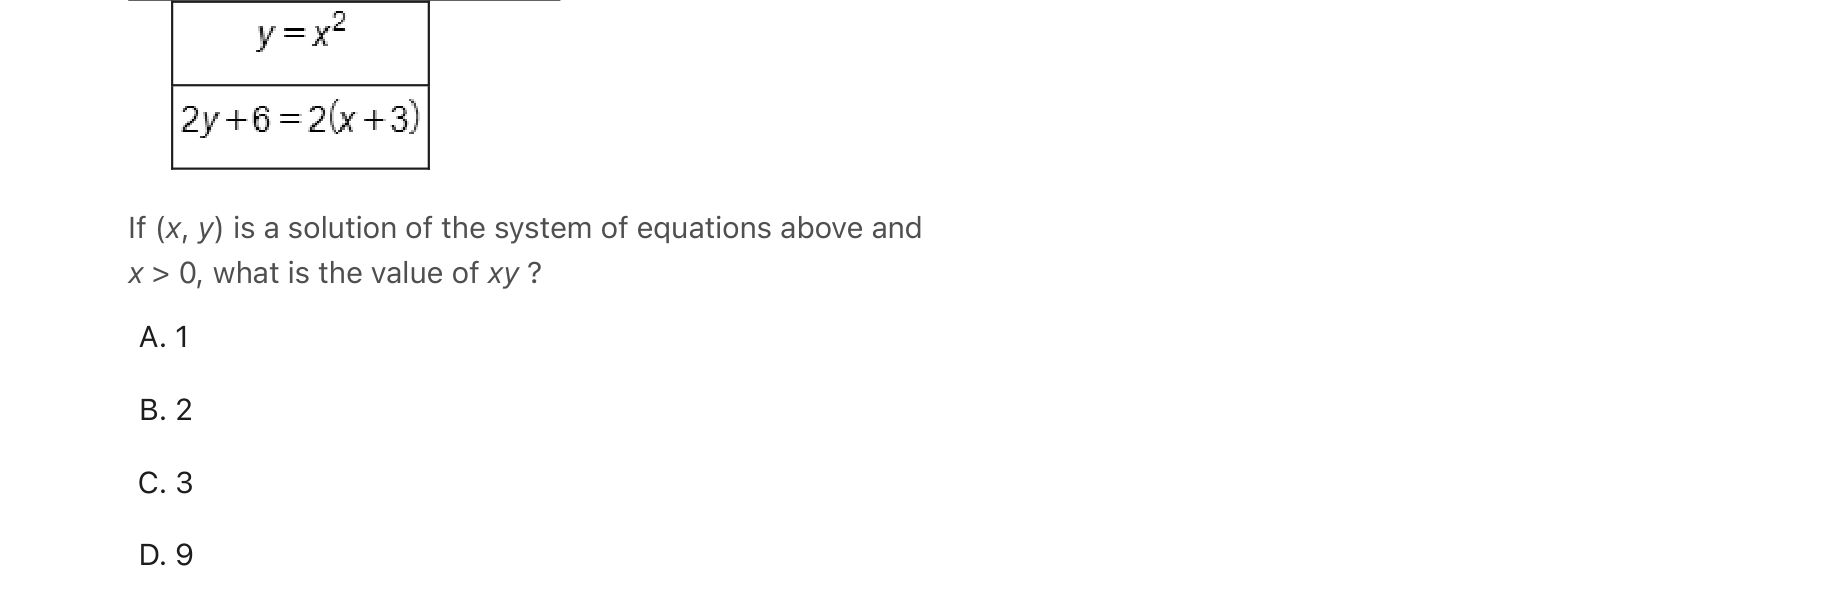 y = x²
2y + 6 = 2(x + 3)
If (x, y) is a solution of the system of equations above and
x > 0, what is the value of xy ?
A. 1
B. 2
C. 3
D. 9